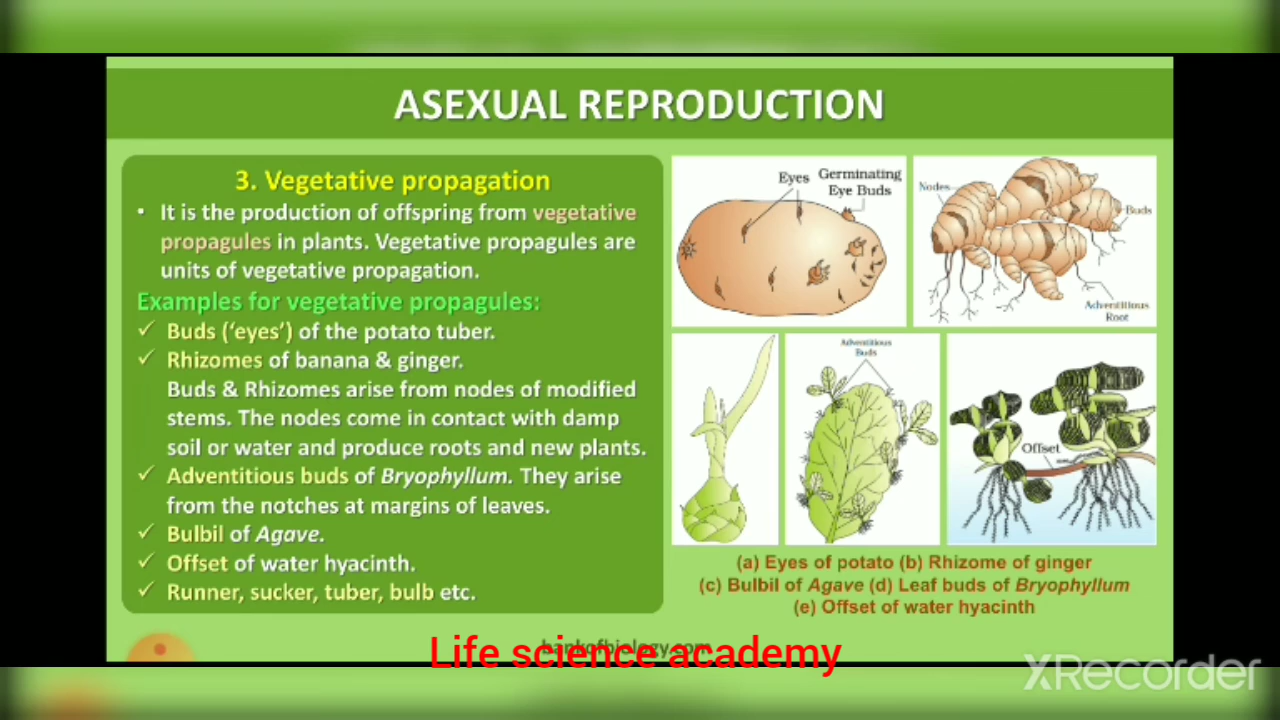 ASEXUAL REPRODUCTION
3. Vegetative propagation
• It is the production of offspring from vegetative
propagules in plants. Vegetative propagules are
units of vegetative propagation.
Examples for vegetative propagules:
✓ Buds (‘eyes’) of the potato tuber.
✓ Rhizomes of banana & ginger.
Buds & Rhizomes arise from nodes of modified
stems. The nodes come in contact with damp
soil or water and produce roots and new plants.
✓ Adventitious buds of Bryophyllum. They arise
from the notches at margins of leaves.
✓ Bulbil of Agave.
✓ Offset of water hyacinth.
✓ Runner, sucker, tuber, bulb etc.
Eyes
Germinating
Eye Buds
Nodes
Buds
Adventitious
Root
Adventitious
Buds
Offset
(a) Eyes of potato (b) Rhizome of ginger
(c) Bulbil of Agave (d) Leaf buds of Bryophyllum
(e) Offset of water hyacinth
bankofbiology.com
Life science academy
XRecorder